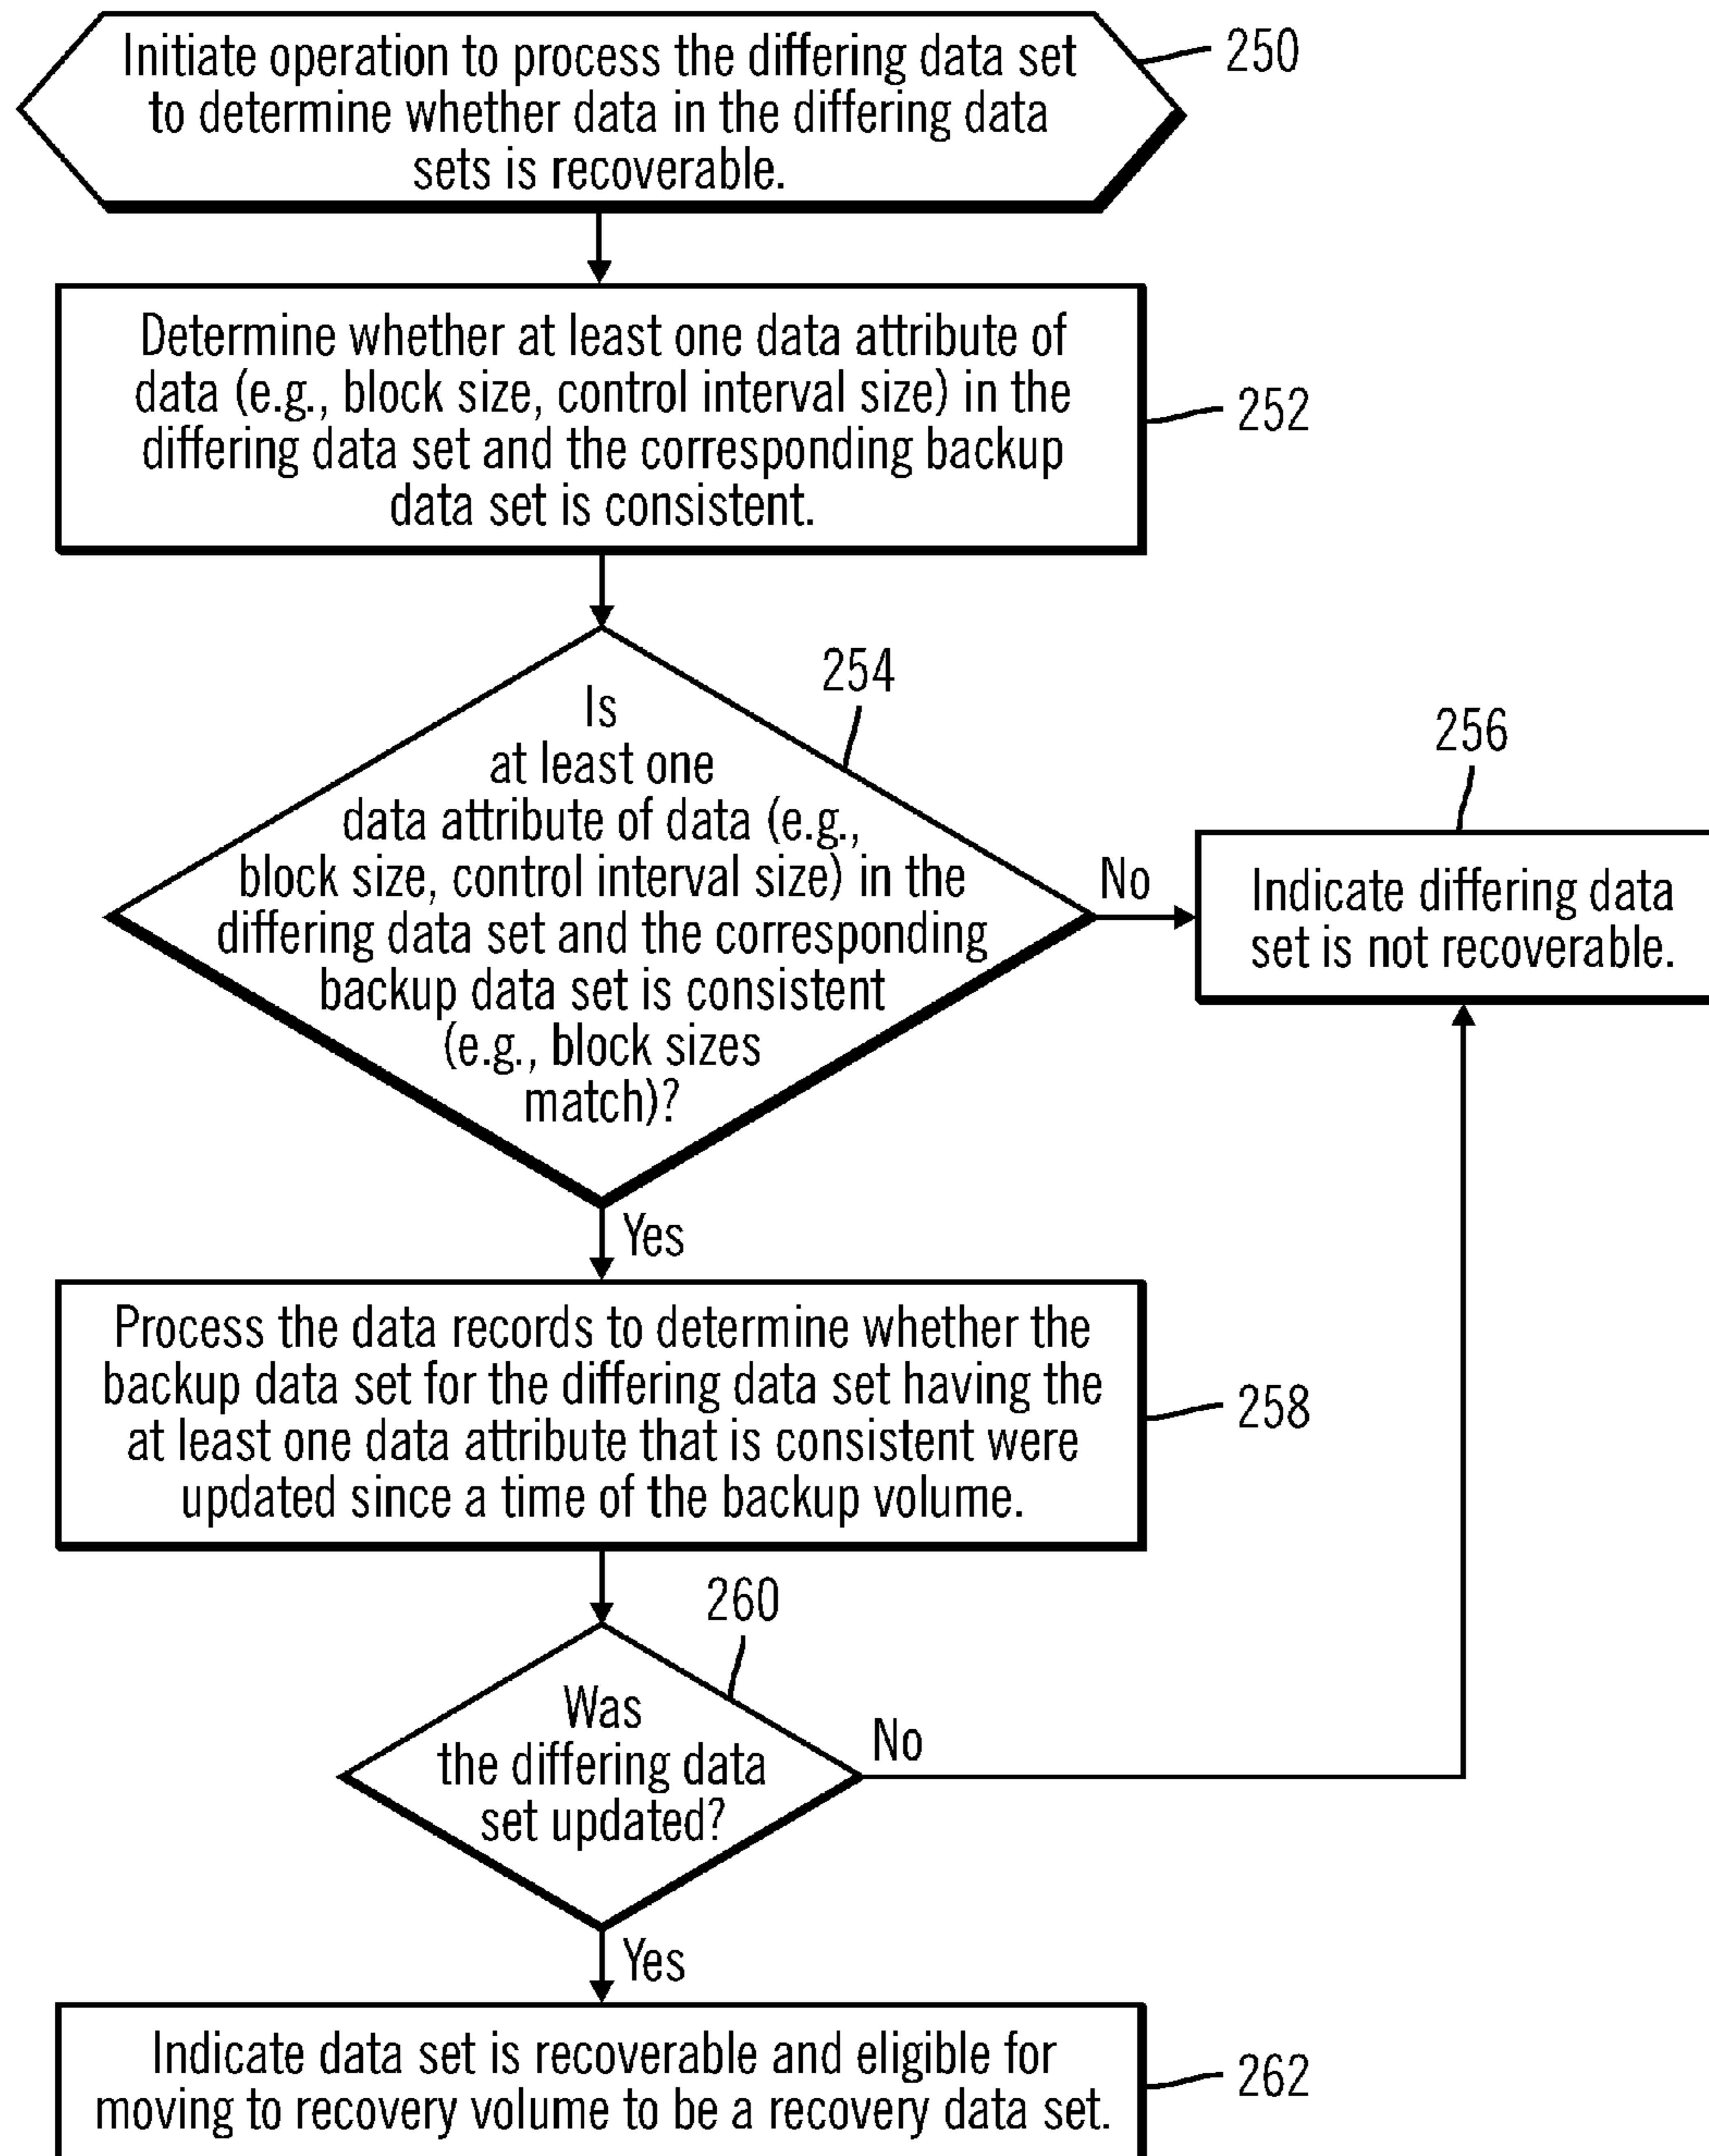 Initiate operation to process the differing data set
to determine whether data in the differing data
sets is recoverable.
250
Determine whether at least one data attribute of
data (e.g., block size, control interval size) in the
differing data set and the corresponding backup
data set is consistent.
252
254
Is
at least one
data attribute of data (e.g.,
block size, control interval size) in the
differing data set and the corresponding
backup data set is consistent
(e.g., block sizes
match)?
No
256
Indicate differing data
set is not recoverable.
Yes
Process the data records to determine whether the
backup data set for the differing data set having the
at least one data attribute that is consistent were
updated since a time of the backup volume.
258
260
Was
the differing data
set updated?
No
Yes
Indicate data set is recoverable and eligible for
moving to recovery volume to be a recovery data set.
262